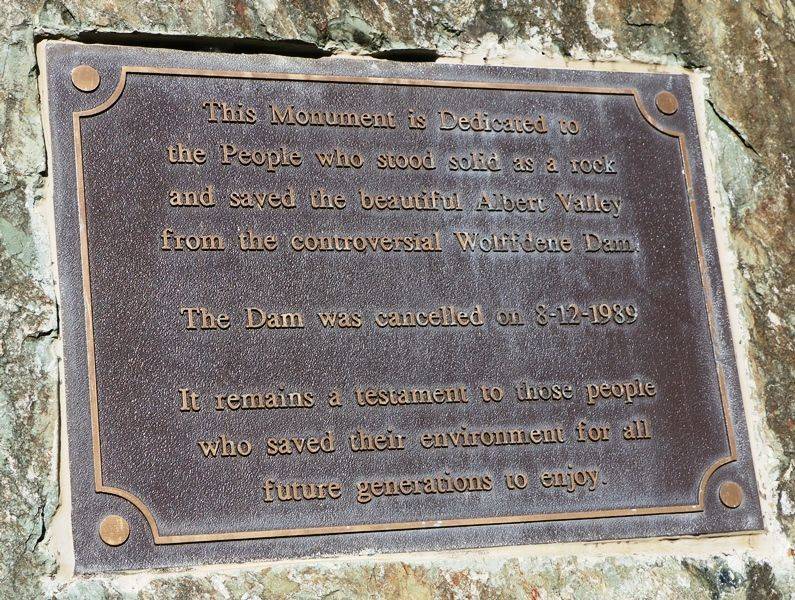 This Monument is Dedicated to
the People who stood solid as a rock
and saved the beautiful Albert Valley
from the controversial Wolffdene Dam.
The Dam was cancelled on 8-12-1989
It remains a testament to those people
who saved their environment for all
future generations to enjoy.